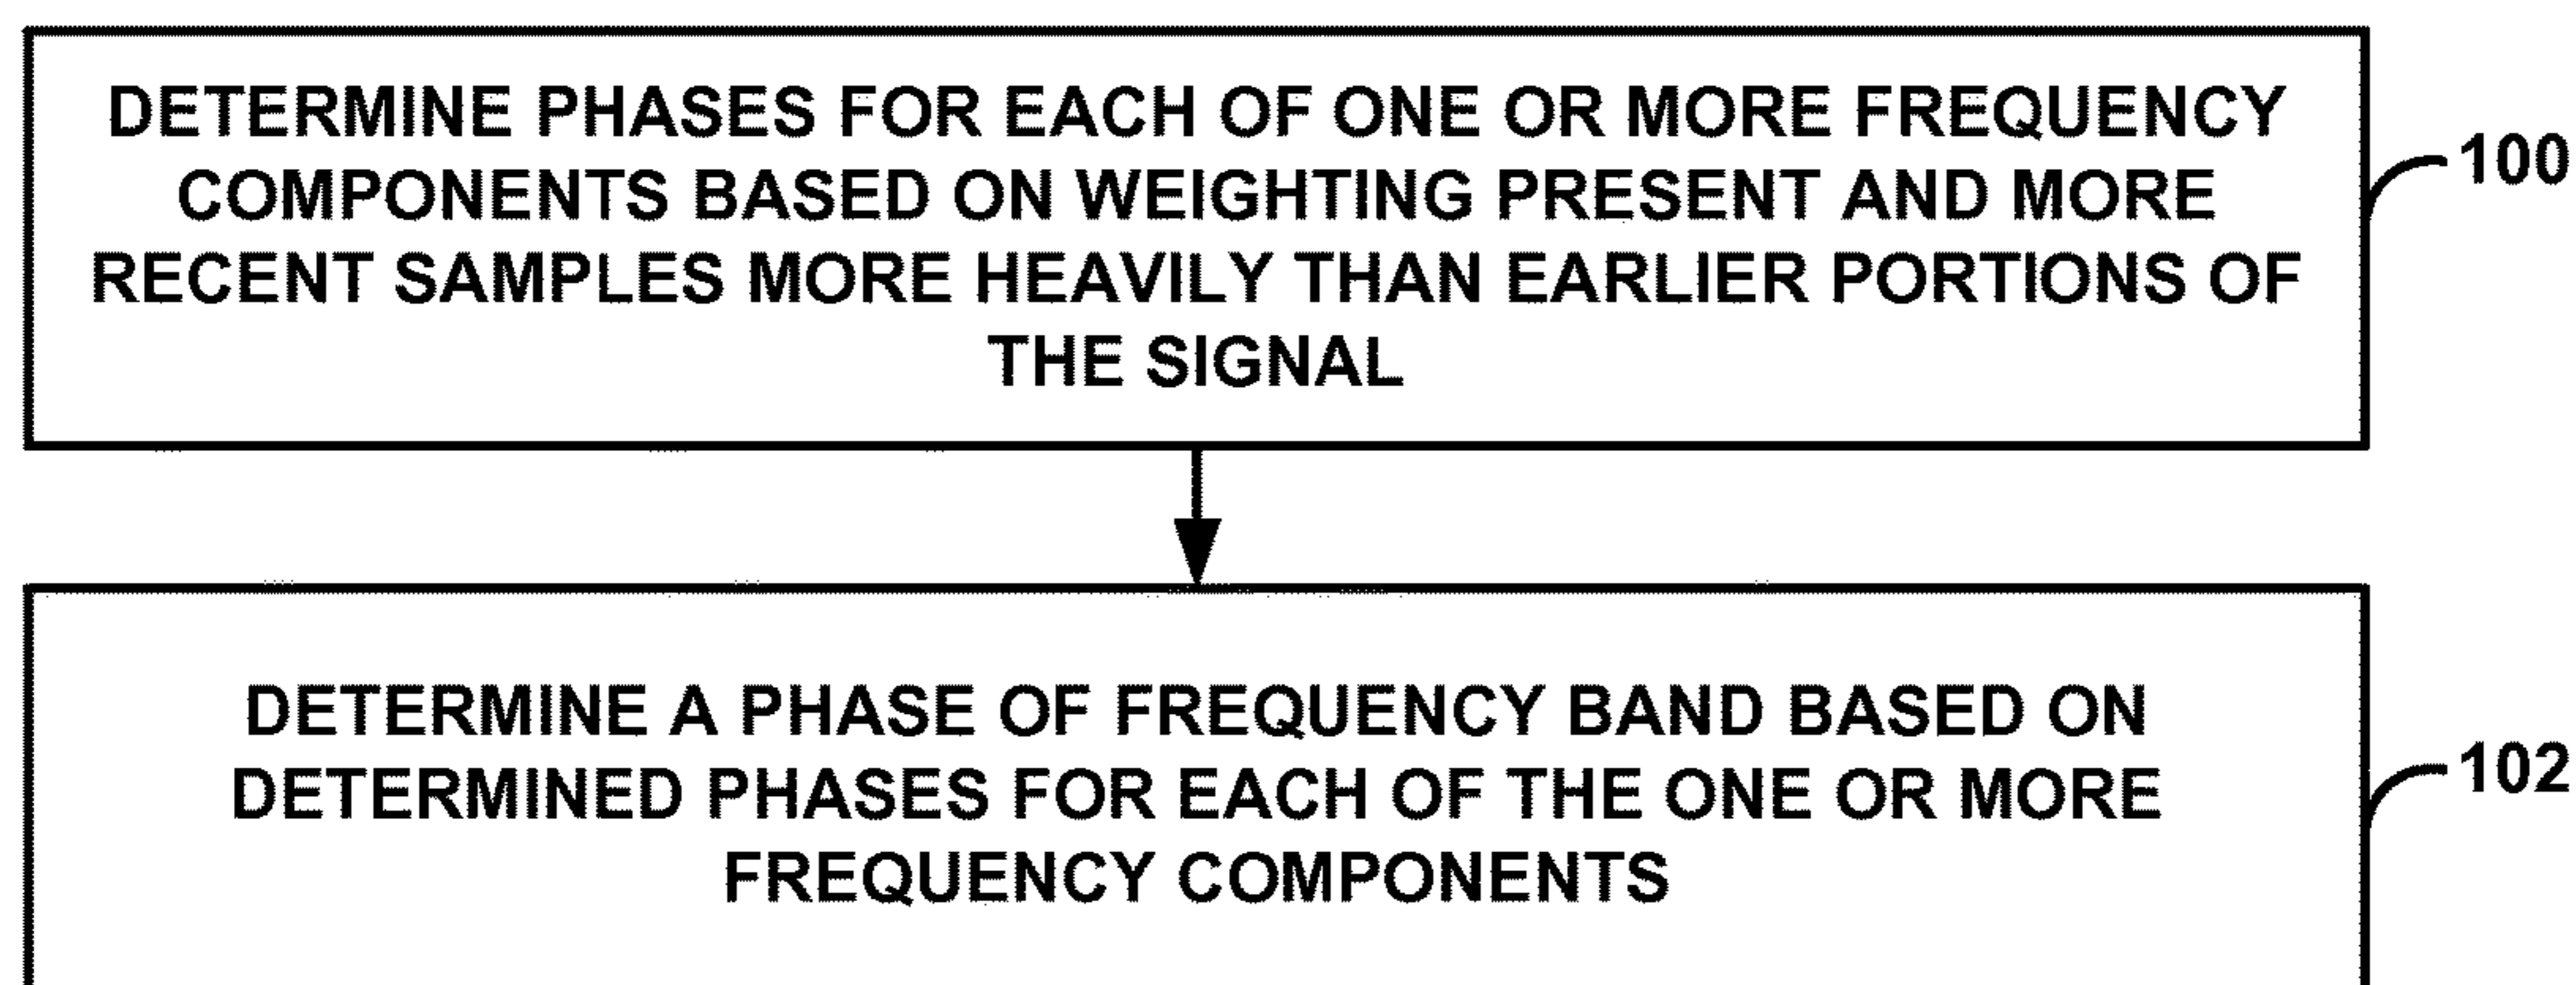 DETERMINE PHASES FOR EACH OF ONE OR MORE FREQUENCY
COMPONENTS BASED ON WEIGHTING PRESENT AND MORE
RECENT SAMPLES MORE HEAVILY THAN EARLIER PORTIONS OF
THE SIGNAL
100
DETERMINE A PHASE OF FREQUENCY BAND BASED ON
DETERMINED PHASES FOR EACH OF THE ONE OR MORE
FREQUENCY COMPONENTS
102